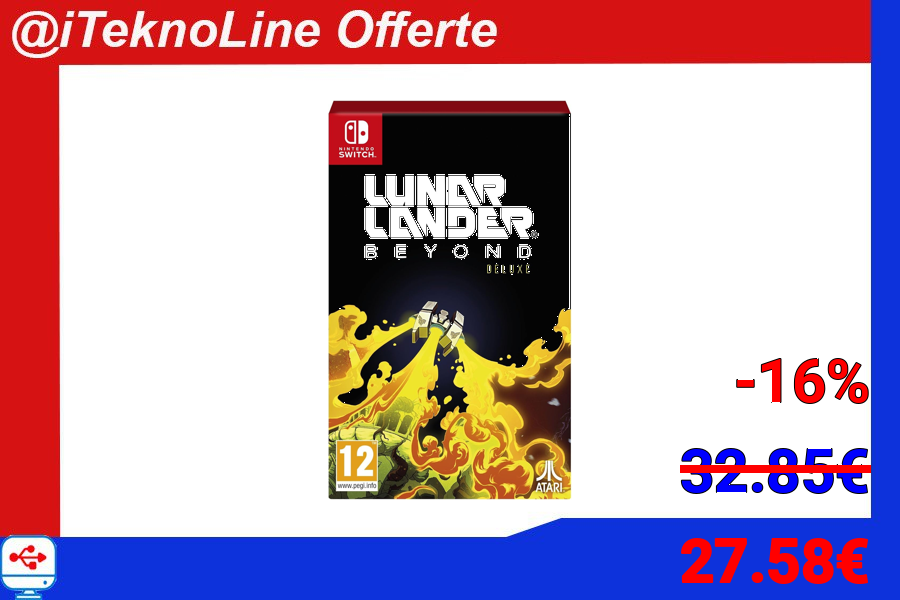 @iTeknoLine Offerte
NINTENDO
SWITCH.
LUNAR
LANDER®
BEYOND
DELUXE
12
www.pegi.info
ATARI
-16%
32.85€
27.58€